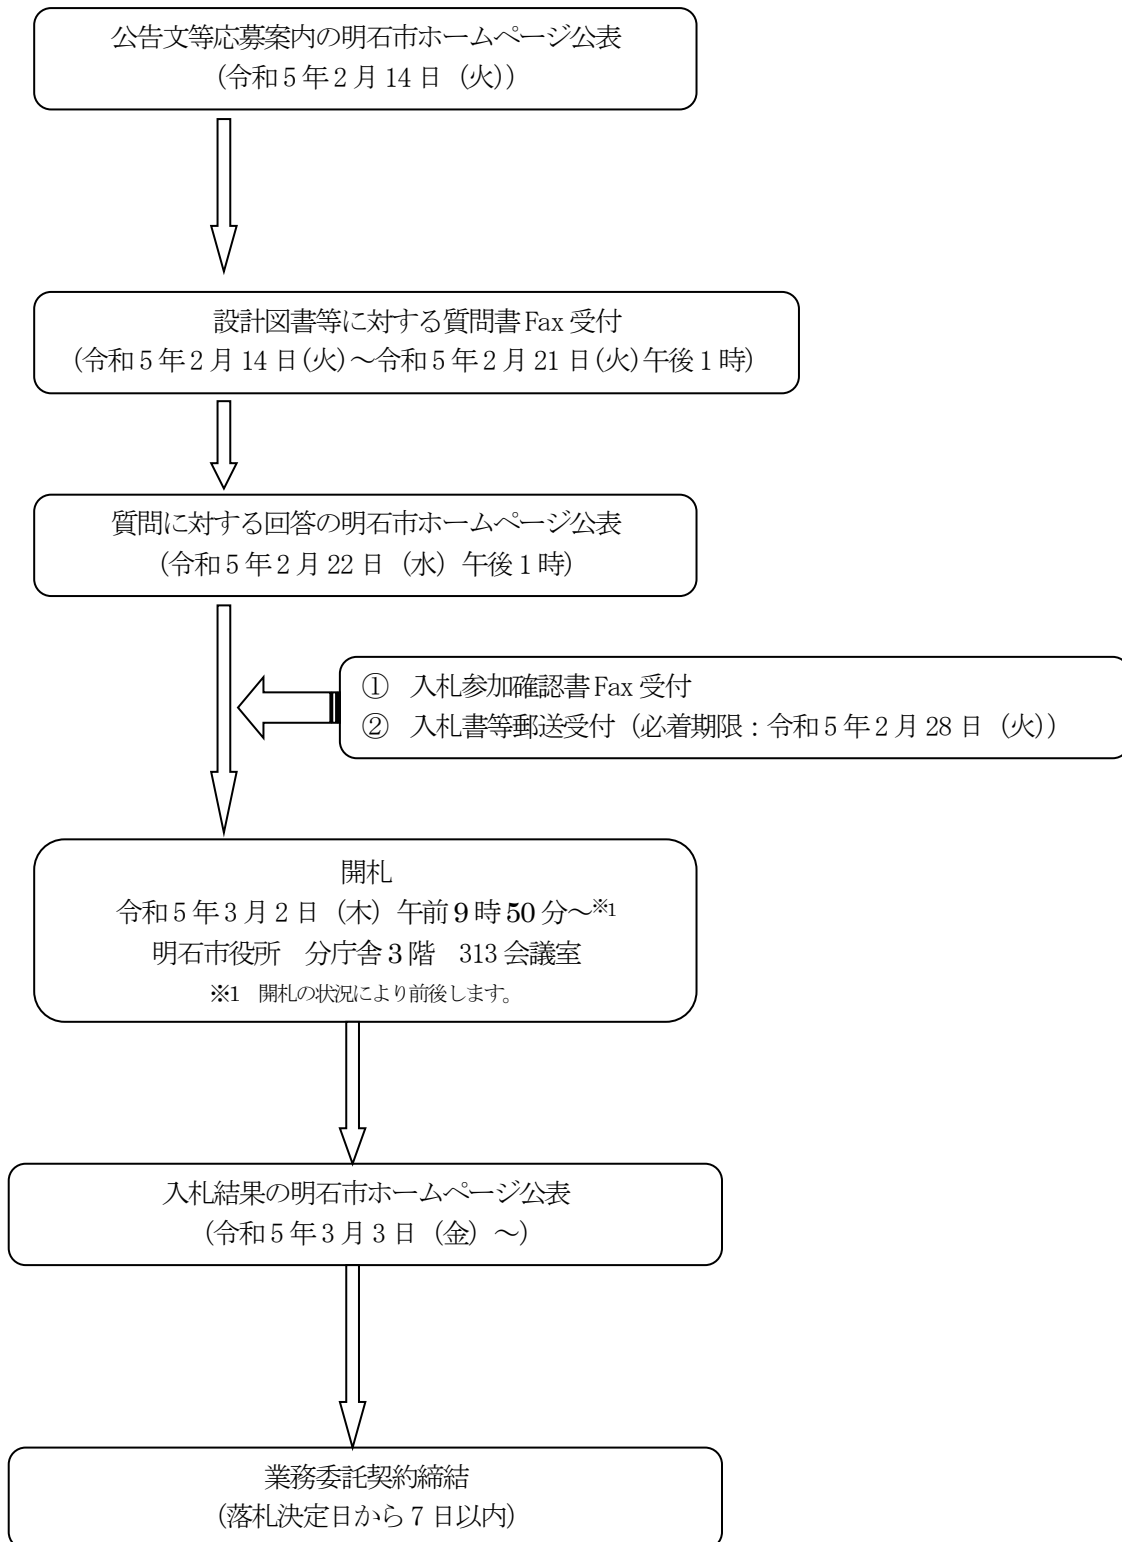 公告文等応募案内の明石市ホームページ公表
（令和5年2月14日（火））
設計図書等に対する質問書Fax受付
（令和5年2月14日(火)～令和5年2月21日(火)午後1時）
質問に対する回答の明石市ホームページ公表
（令和5年2月22日（水）午後1時）
①　入札参加確認書Fax受付
②　入札書等郵送受付（必着期限：令和5年2月28日（火））
開札
令和5年3月2日（木）午前9時50分～※1
明石市役所　分庁舎3階　313会議室
※1　開札の状況により前後します。
入札結果の明石市ホームページ公表
（令和5年3月3日（金）～）
業務委託契約締結
（落札決定日から7日以内）